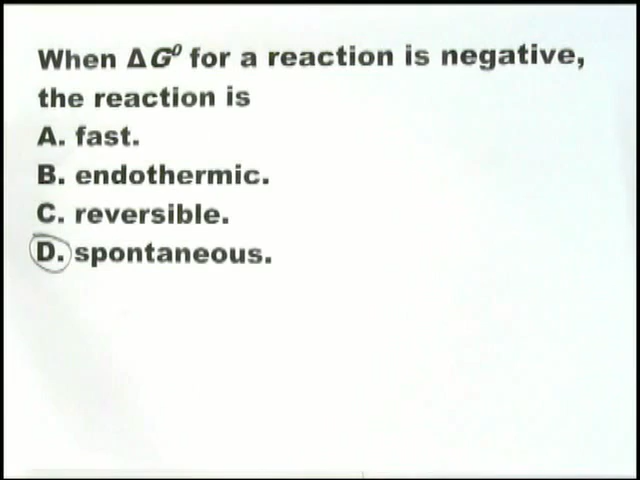 When ΔG⁰ for a reaction is negative,
the reaction is
A. fast.
B. endothermic.
C. reversible.
D. spontaneous.